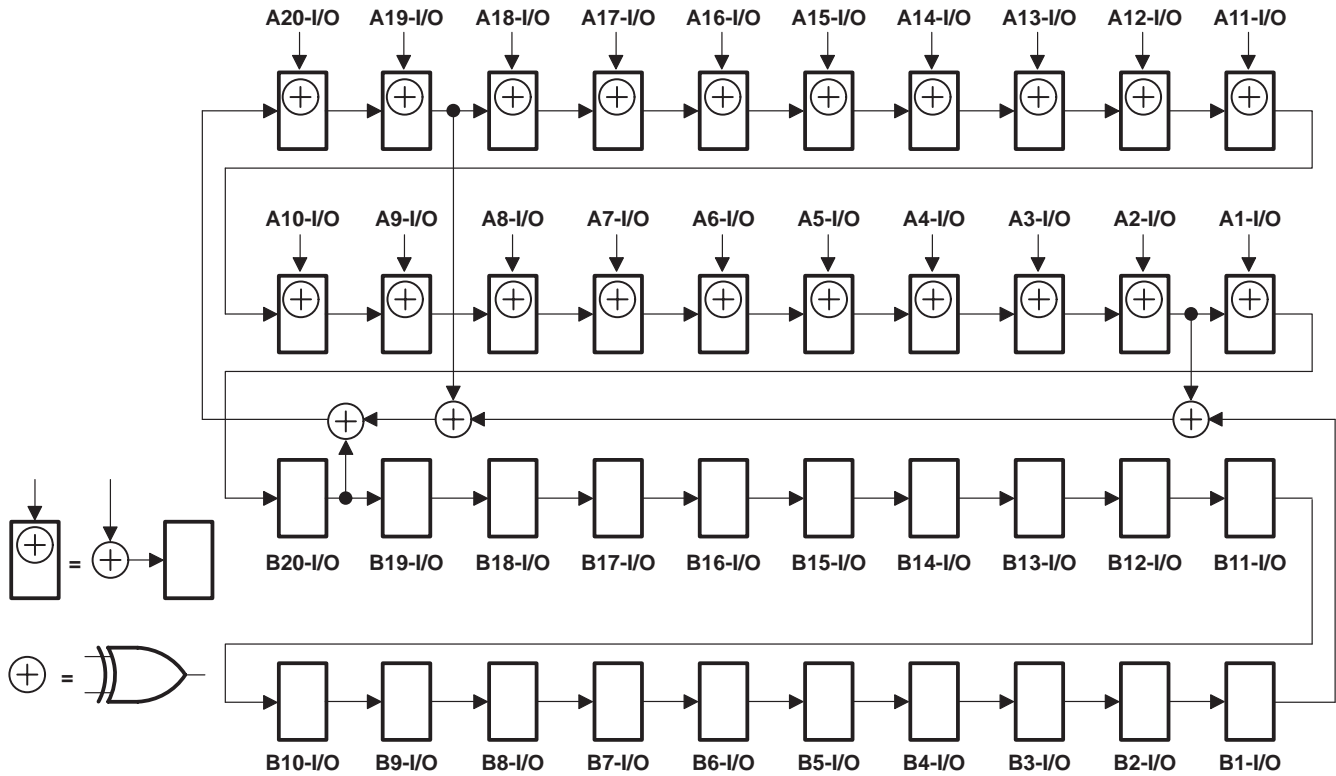 A20-I/O A19-I/O A18-I/O A17-I/O A16-I/O A15-I/O A14-I/O A13-I/O A12-I/O A11-I/O
A10-I/O A9-I/O A8-I/O A7-I/O A6-I/O A5-I/O A4-I/O A3-I/O A2-I/O A1-I/O
B20-I/O B19-I/O B18-I/O B17-I/O B16-I/O B15-I/O B14-I/O B13-I/O B12-I/O B11-I/O
=
=
B10-I/O B9-I/O B8-I/O B7-I/O B6-I/O B5-I/O B4-I/O B3-I/O B2-I/O B1-I/O